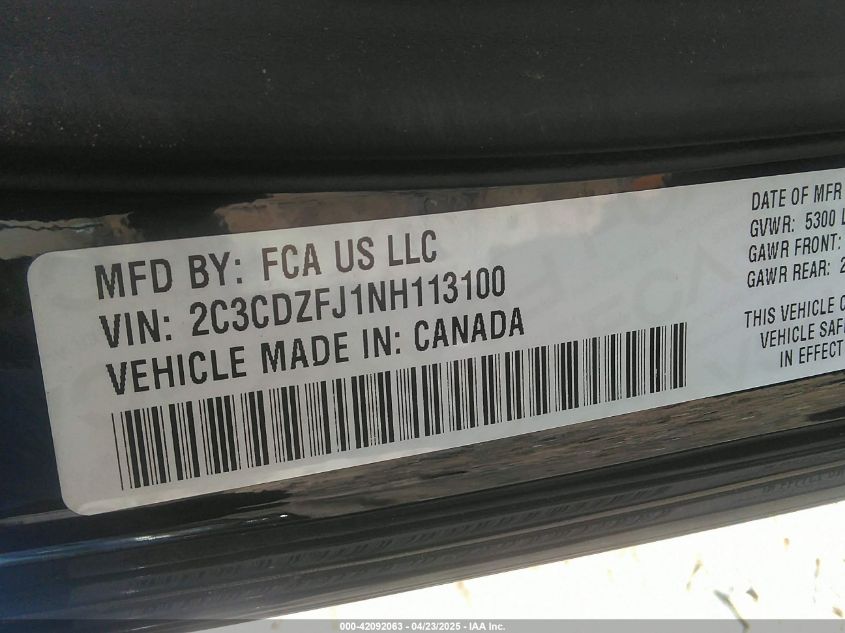 MFD BY: FCA US LLC
VIN: 2C3CDZFJ1NH113100
VEHICLE MADE IN: CANADA
DATE OF MFR
GVWR: 5300 L
GAWR FRONT:
GAWR REAR: 2
THIS VEHICLE C
VEHICLE SAF
IN EFFECT
000-42092063 - 04/23/2025 - IAA Inc.